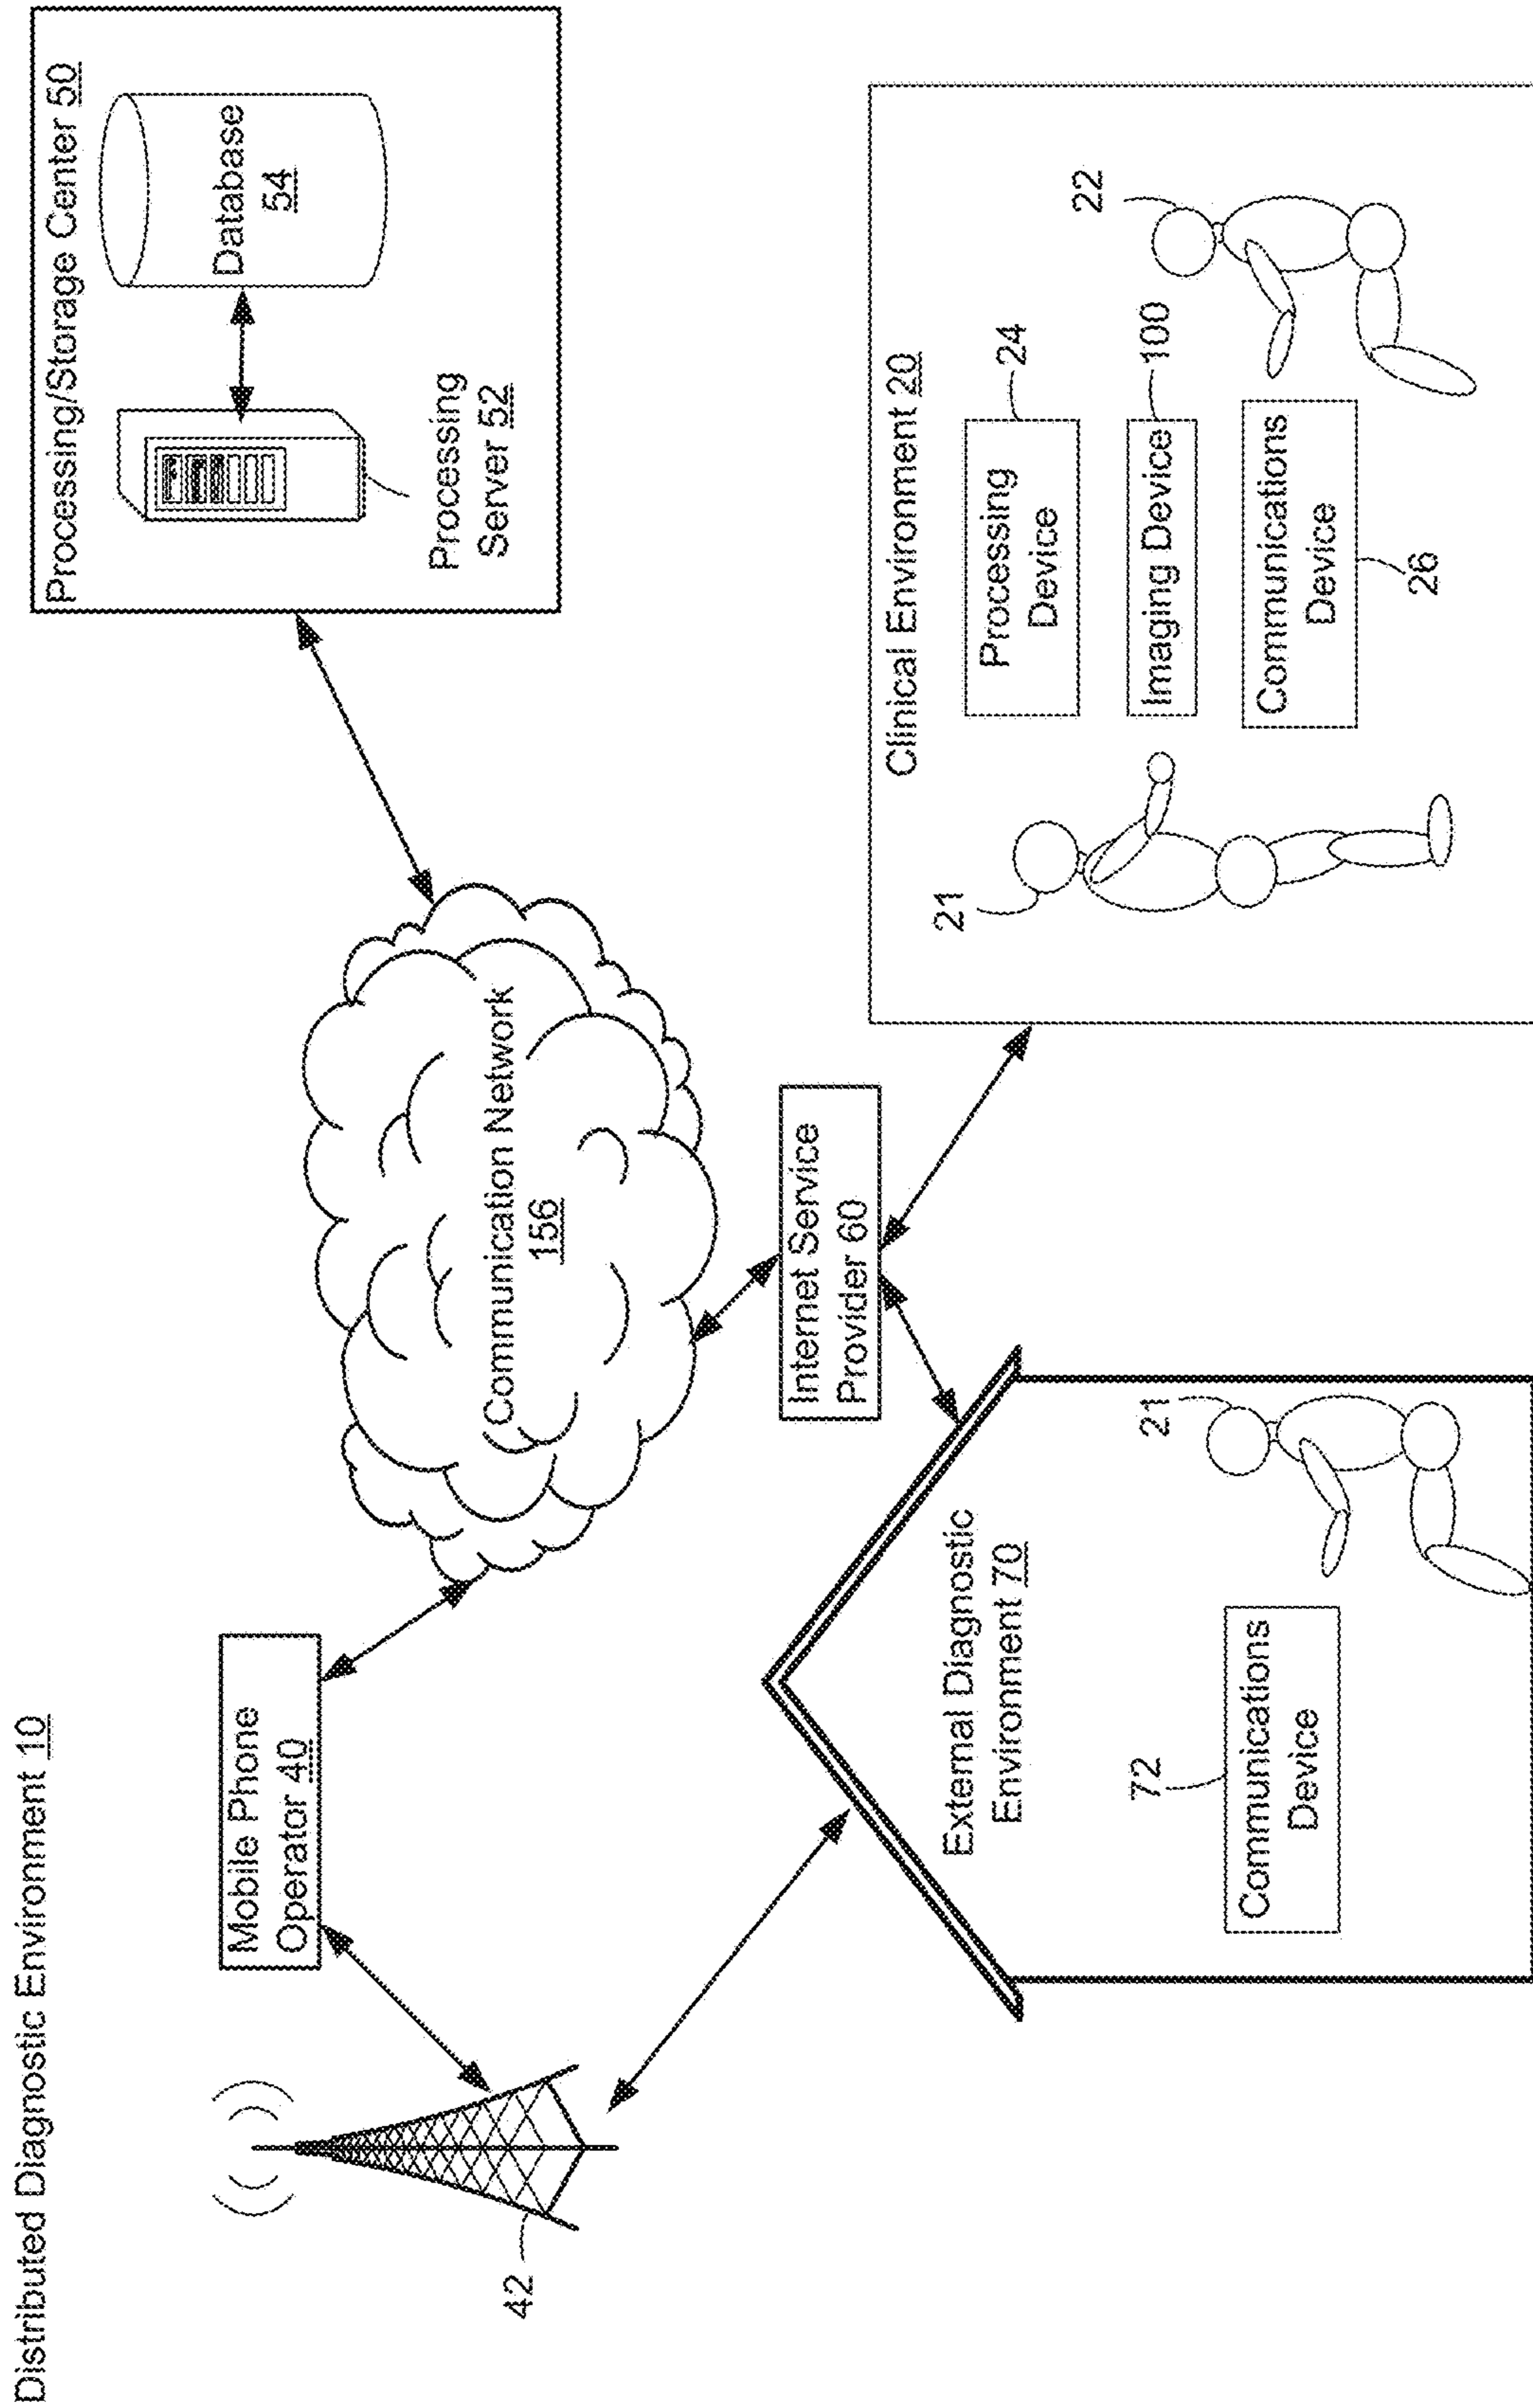 Distributed Diagnostic Environment 10
Mobile Phone
Operator 40
42
Communication Network
156
Processing/Storage Center 50
Database
54
Processing
Server 52
Internet Service
Provider 60
External Diagnostic
Environment 70
72
Communications
Device
21
Clinical Environment 20
21
Processing
Device
24
Imaging Device
100
Communications
Device
26
22